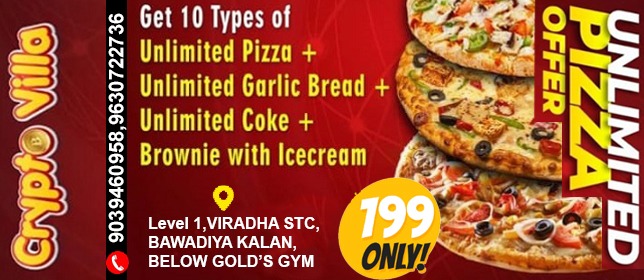 Crypto Villa
9039460958,9630722736
Get 10 Types of
Unlimited Pizza +
Unlimited Garlic Bread +
Unlimited Coke +
Brownie with Icecream
Level 1,VIRADHA STC,
BAWADIYA KALAN,
BELOW GOLD'S GYM
199
ONLY!
UNLIMITED
PIZZA
OFFER